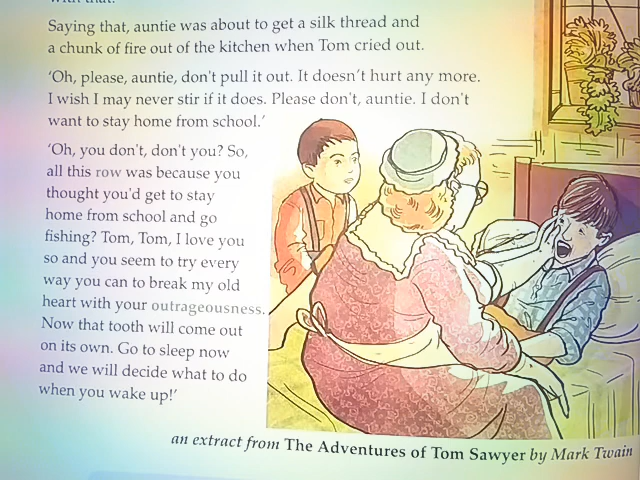 with that.
Saying that, auntie was about to get a silk thread and
a chunk of fire out of the kitchen when Tom cried out.
‘Oh, please, auntie, don't pull it out. It doesn't hurt any more.
I wish I may never stir if it does. Please don't, auntie. I don't
want to stay home from school.’
‘Oh, you don't, don't you? So,
all this row was because you
thought you'd get to stay
home from school and go
fishing? Tom, Tom, I love you
so and you seem to try every
way you can to break my old
heart with your outrageousness.
Now that tooth will come out
on its own. Go to sleep now
and we will decide what to do
when you wake up!’
an extract from The Adventures of Tom Sawyer by Mark Twain